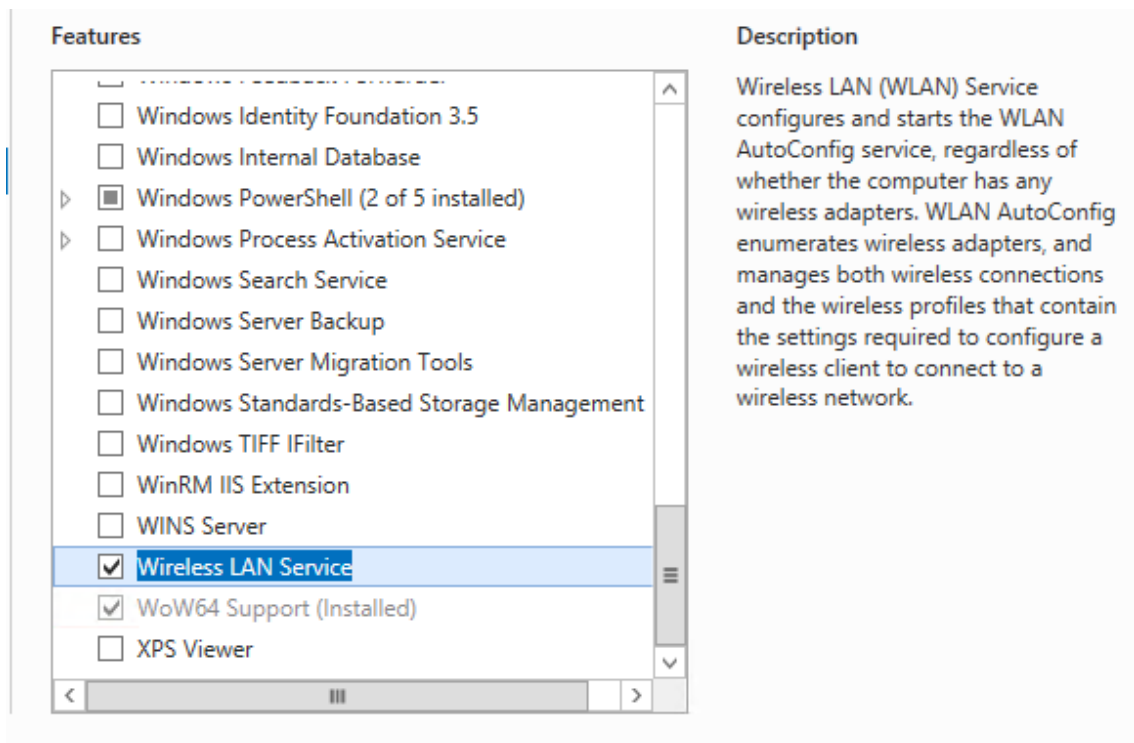 Features
Windows Identity Foundation 3.5
Windows Internal Database
Windows PowerShell (2 of 5 installed)
Windows Process Activation Service
Windows Search Service
Windows Server Backup
Windows Server Migration Tools
Windows Standards-Based Storage Management
Windows TIFF IFilter
WinRM IIS Extension
WINS Server
Wireless LAN Service
WoW64 Support (Installed)
XPS Viewer
Description
Wireless LAN (WLAN) Service
configures and starts the WLAN
AutoConfig service, regardless of
whether the computer has any
wireless adapters. WLAN AutoConfig
enumerates wireless adapters, and
manages both wireless connections
and the wireless profiles that contain
the settings required to configure a
wireless client to connect to a
wireless network.